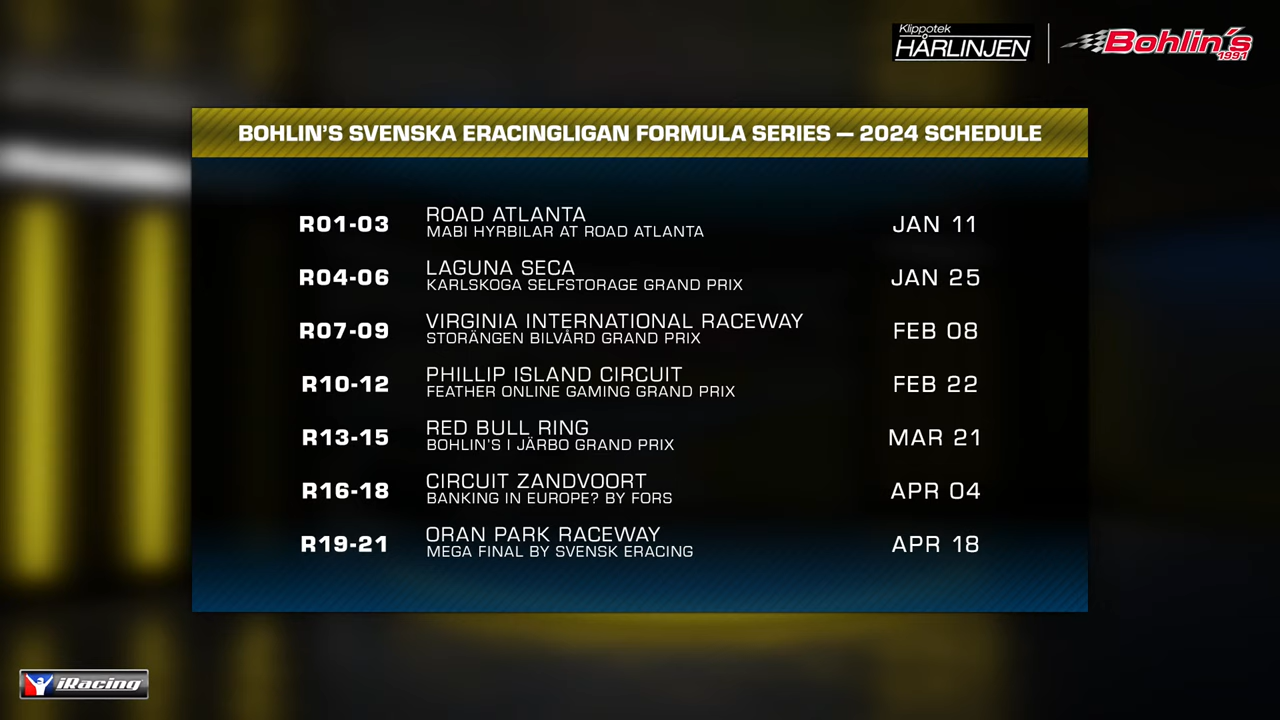 Klippotek
HÅRLINJEN
Bohlin´s
1991
BOHLIN'S SVENSKA ERACINGLIGAN FORMULA SERIES – 2024 SCHEDULE
R01-03 ROAD ATLANTA JAN 11
MABI HYRBILAR AT ROAD ATLANTA
R04-06 LAGUNA SECA JAN 25
KARLSKOGA SELFSTORAGE GRAND PRIX
R07-09 VIRGINIA INTERNATIONAL RACEWAY FEB 08
STORÄNGEN BILVÅRD GRAND PRIX
R10-12 PHILLIP ISLAND CIRCUIT FEB 22
FEATHER ONLINE GAMING GRAND PRIX
R13-15 RED BULL RING MAR 21
BOHLIN'S I JÄRBO GRAND PRIX
R16-18 CIRCUIT ZANDVOORT APR 04
BANKING IN EUROPE? BY FORS
R19-21 ORAN PARK RACEWAY APR 18
MEGA FINAL BY SVENSK ERACING
iRacing